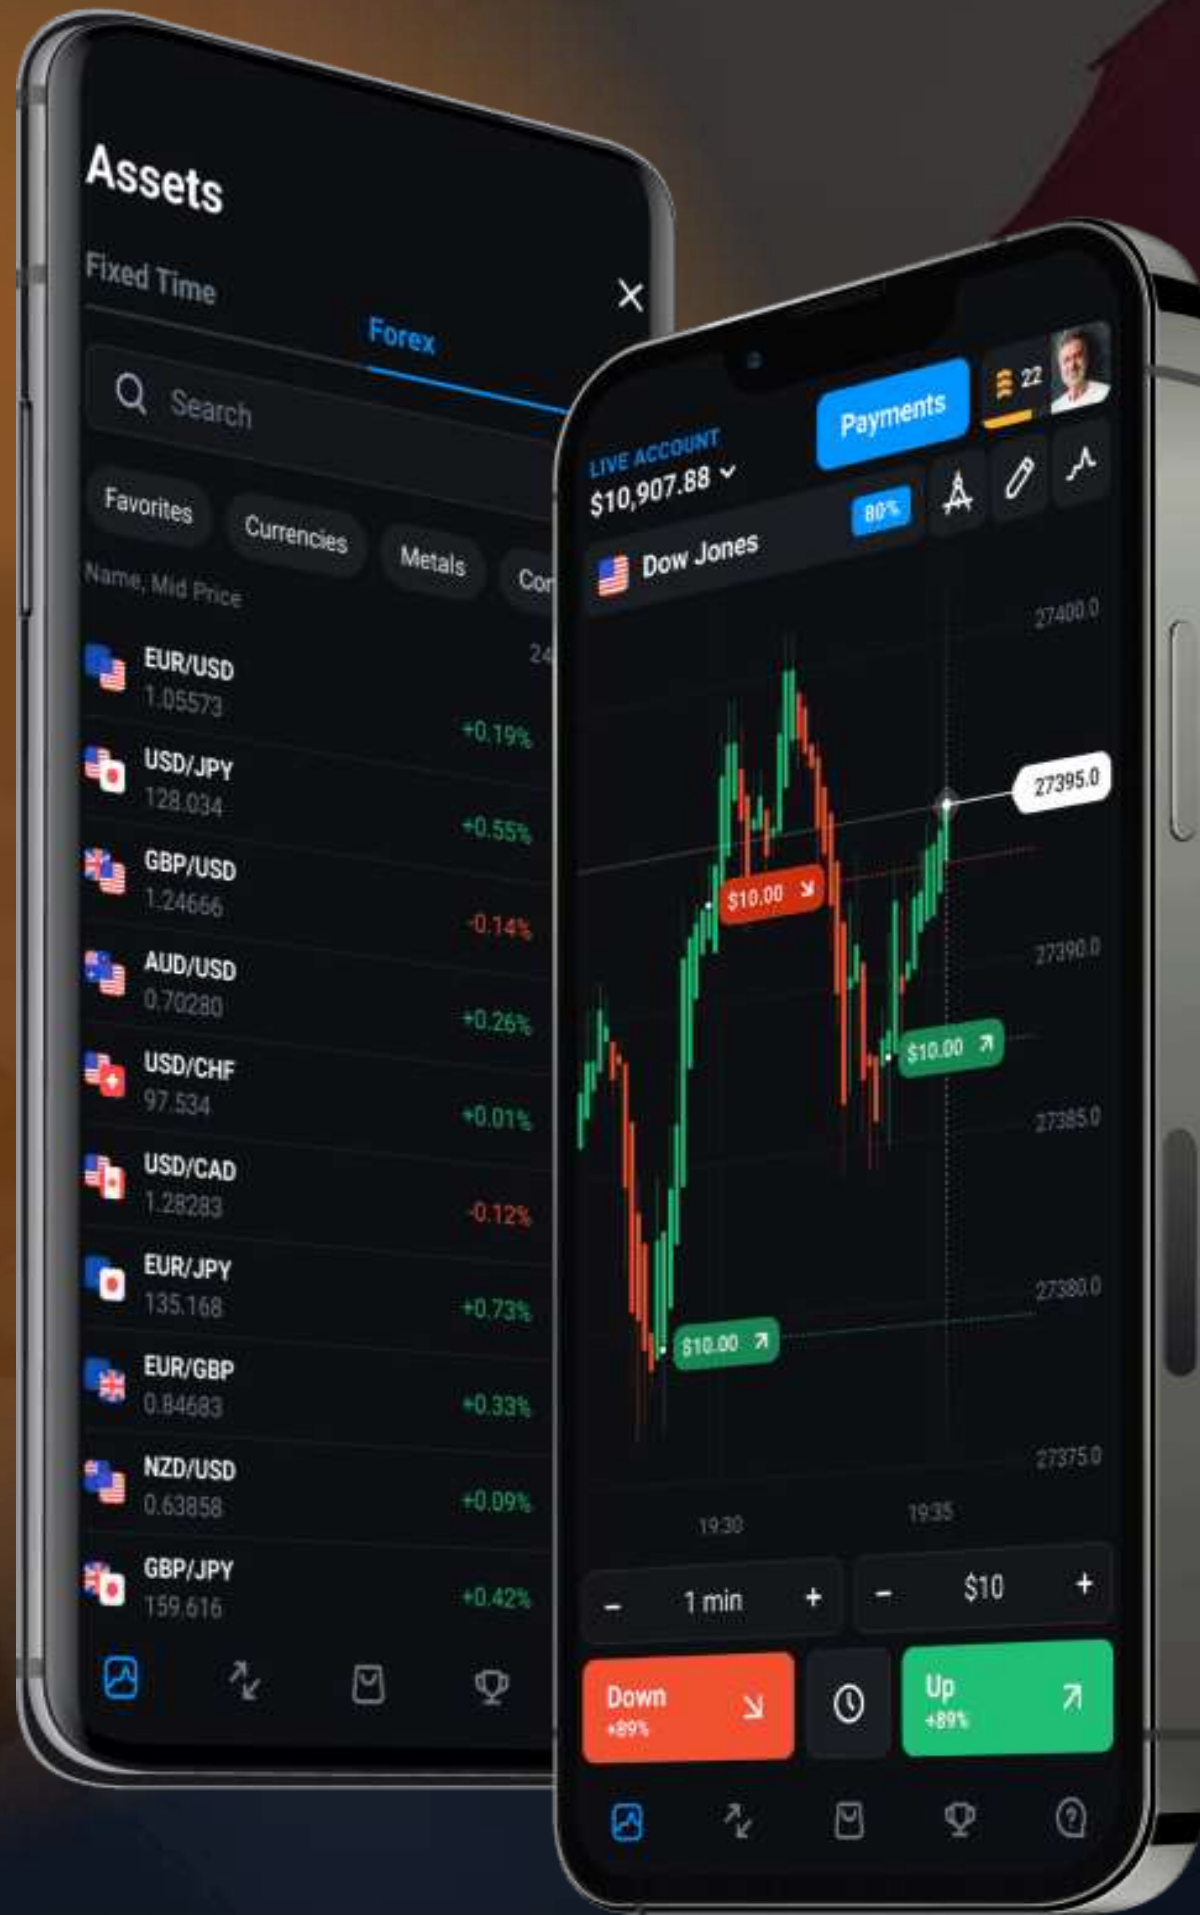 Assets
Fixed Time
Forex
Search
Favorites
Currencies
Metals
Name, Mid Price
EUR/USD
1.05573
+0.19%
USD/JPY
128.034
+0.55%
GBP/USD
1.24666
-0.14%
AUD/USD
0.70280
+0.26%
USD/CHF
97.534
+0.01%
USD/CAD
1.28283
-0.12%
EUR/JPY
135.168
+0.73%
EUR/GBP
0.84683
+0.33%
NZD/USD
0.63858
+0.09%
GBP/JPY
159.616
+0.42%
LIVE ACCOUNT
$10,907.88
Payments
22
Dow Jones
80%
27400.0
27395.0
$10.00
27390.0
$10.00
27385.0
27380.0
$10.00
27375.0
19:30
19:35
- 1 min +
- $10 +
Down
+89%
Up
+89%